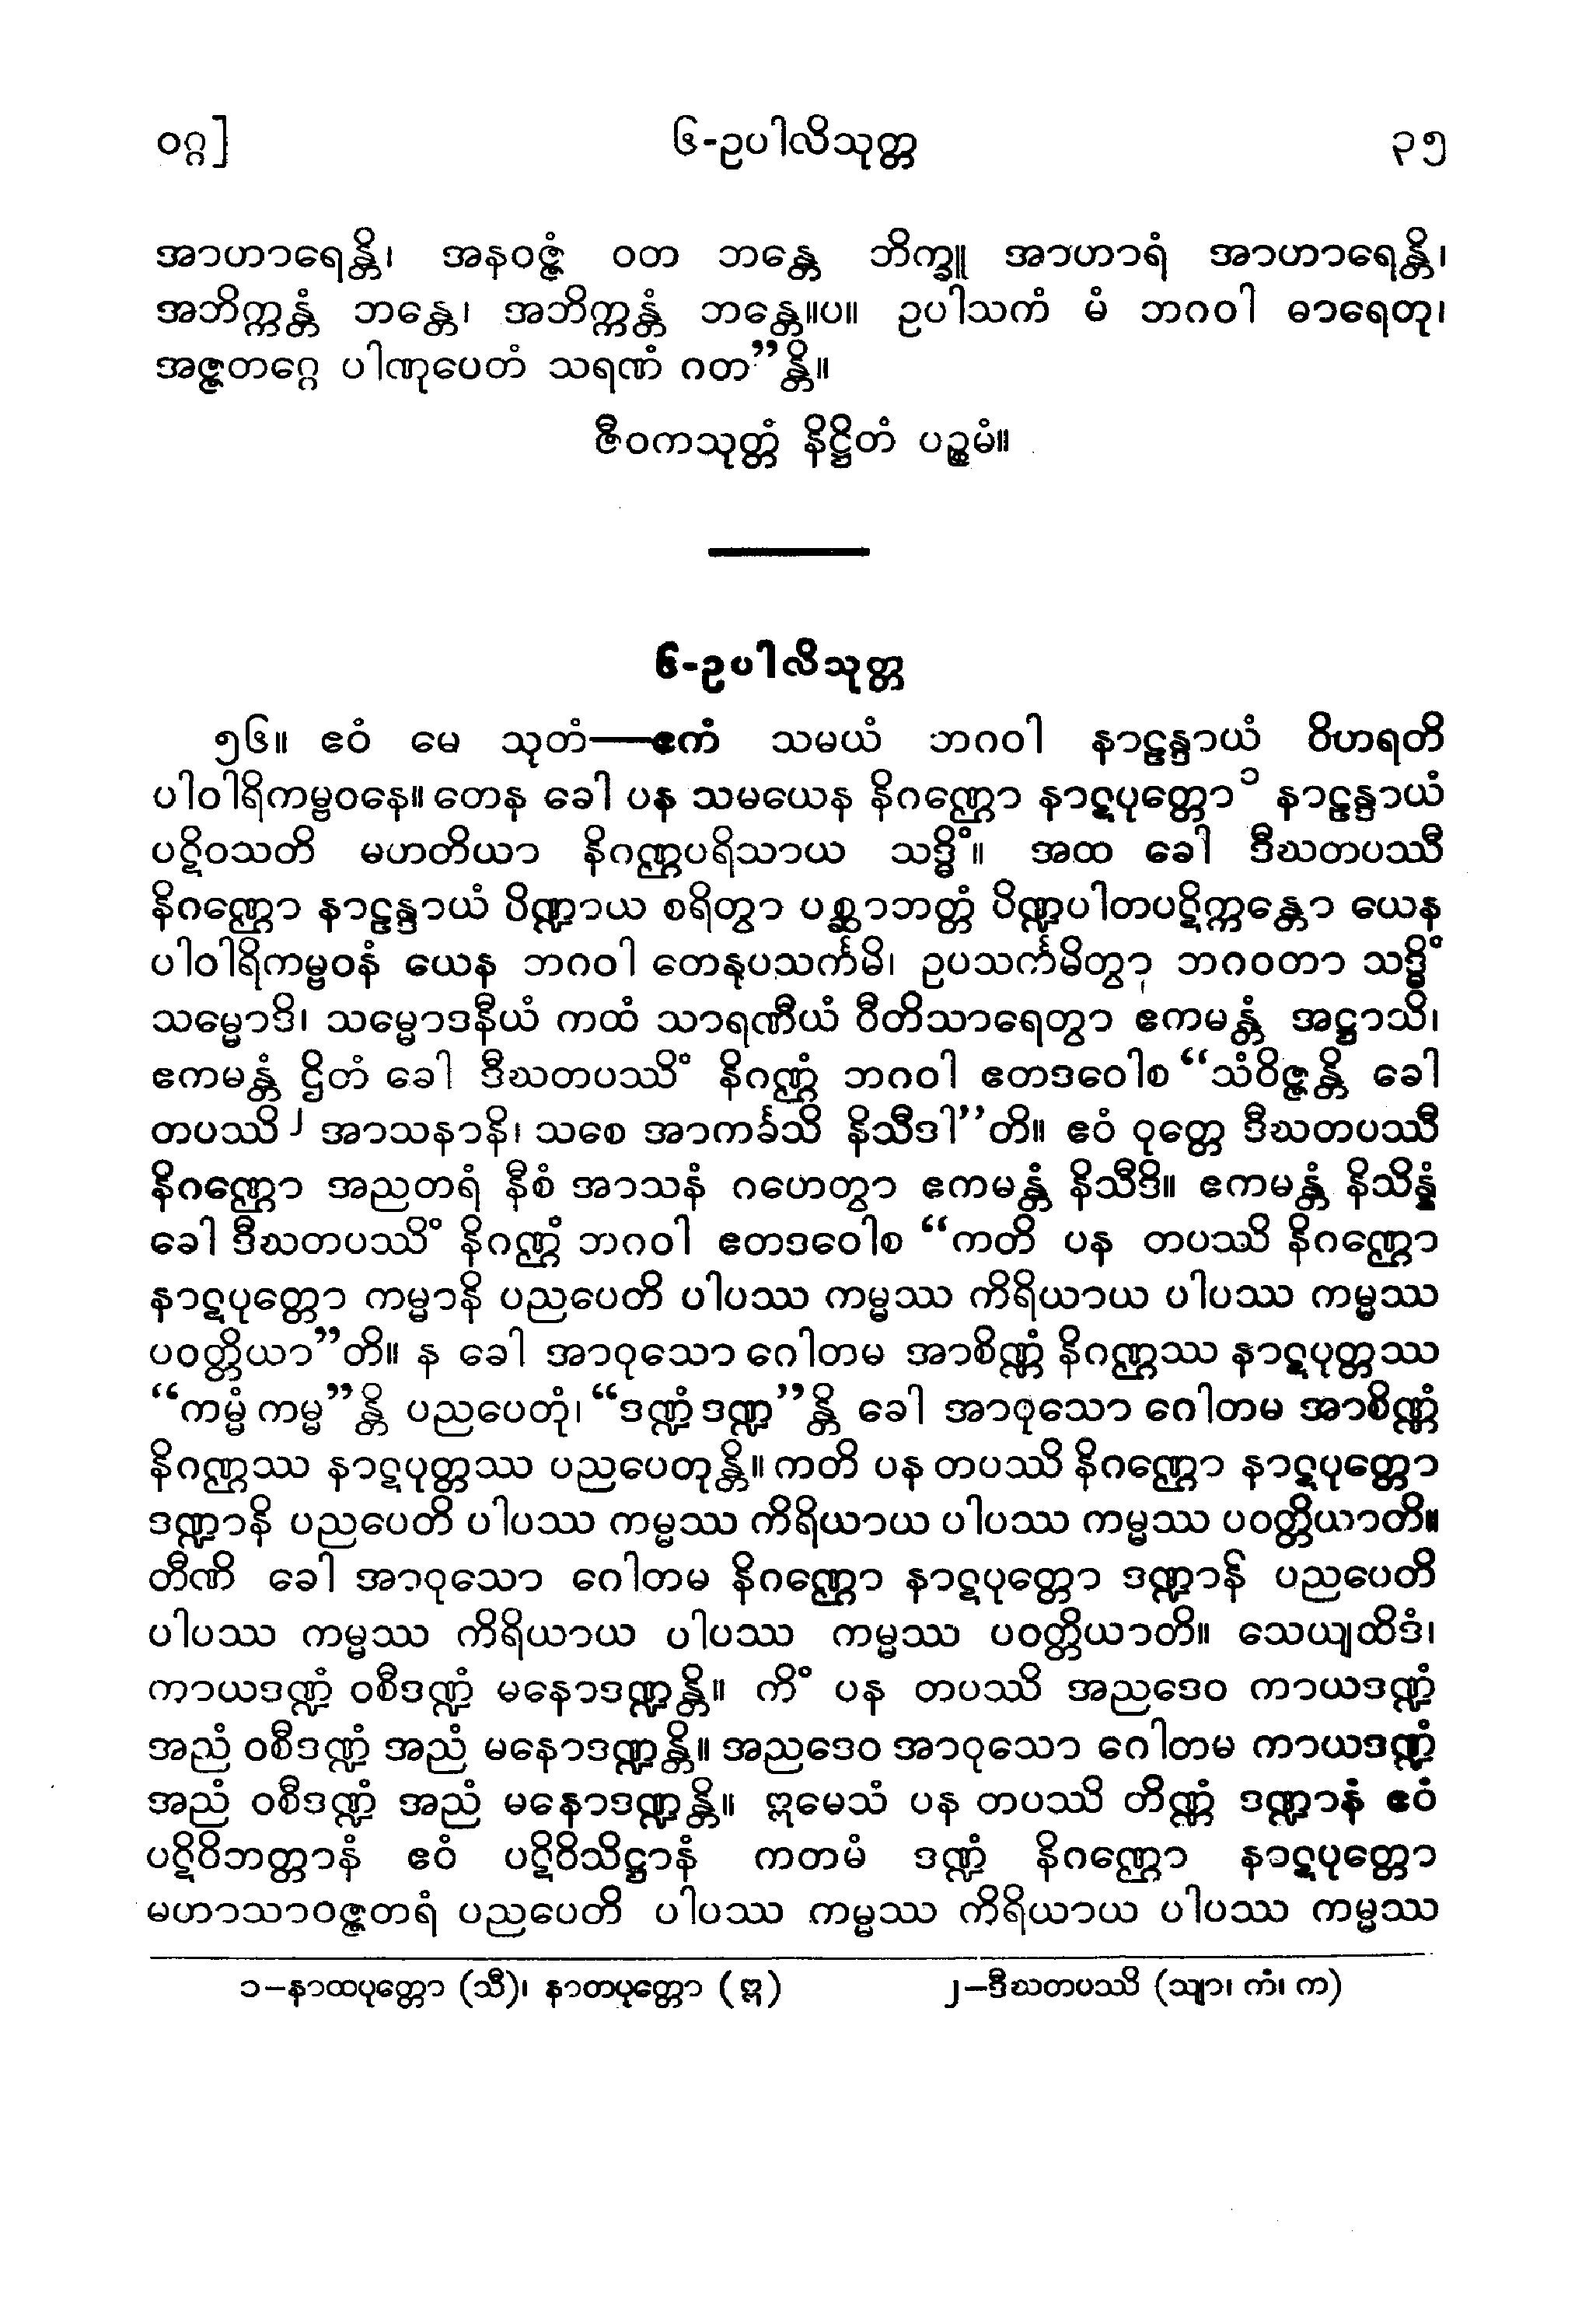 ဝဂ္ဂ]
၆-ဥပါလိသုတ္တ
၃၅
အာဟာရေန္တိ၊ အနဝဇ္ဇံ ဝတ ဘန္တေ ဘိက္ခူ အာဟာရံ အာဟာရေန္တိ၊
အဘိက္ကန္တံ ဘန္တေ၊ အဘိက္ကန္တံ ဘန္တေ။ပ။ ဥပါသကံ မံ ဘဂဝါ ဓာရေတု၊
အဇ္ဇတဂ္ဂေ ပါဏုပေတံ သရဏံ ဂတ”န္တိ။
ဇီဝကသုတ္တံ နိဋ္ဌိတံ ပဉ္စမံ။
၆-ဥပါလိသုတ္တ
၅၆။ ဧဝံ မေ သုတံ—ဧကံ သမယံ ဘဂဝါ နာဠန္ဒာယံ ဝိဟရတိ
ပါဝါရိကမ္ဗဝနေ။ တေန ခေါ ပန သမယေန နိဂဏ္ဌော နာဋပုတ္တော ၁ နာဠန္ဒာယံ
ပဋိဝသတိ မဟတိယာ နိဂဏ္ဌပရိသာယ သဒ္ဓိံ။ အထ ခေါ ဒီဃတပဿီ
နိဂဏ္ဌော နာဠန္ဒာယံ ပိဏ္ဍာယ စရိတွာ ပစ္ဆာဘတ္တံ ပိဏ္ဍပါတပဋိက္ကန္တော ယေန
ပါဝါရိကမ္ဗဝနံ ယေန ဘဂဝါ တေနုပသင်္ကမိ၊ ဥပသင်္ကမိတွာ ဘဂဝတာ သဒ္ဓိံ
သမ္မောဒိ၊ သမ္မောဒနီယံ ကထံ သာရဏီယံ ဝီတိသာရေတွာ ဧကမန္တံ အဋ္ဌာသိ၊
ဧကမန္တံ ဌိတံ ခေါ ဒီဃတပဿိံ နိဂဏ္ဌံ ဘဂဝါ ဧတဒဝေါစ “သံဝိဇ္ဇန္တိ ခေါ
တပဿိ ၂ အာသနာနိ၊ သစေ အာကင်္ခသိ နိသီဒါ”တိ။ ဧဝံ ဝုတ္တေ ဒီဃတပဿီ
နိဂဏ္ဌော အညတရံ နီစံ အာသနံ ဂဟေတွာ ဧကမန္တံ နိသီဒိ။ ဧကမန္တံ နိသိန္နံ
ခေါ ဒီဃတပဿိံ နိဂဏ္ဌံ ဘဂဝါ ဧတဒဝေါစ “ကတိ ပန တပဿိ နိဂဏ္ဌော
နာဋပုတ္တော ကမ္မာနိ ပညပေတိ ပါပဿ ကမ္မဿ ကိရိယာယ ပါပဿ ကမ္မဿ
ပဝတ္တိယာ”တိ။ န ခေါ အာဝုသော ဂေါတမ အာစိဏ္ဏံ နိဂဏ္ဌဿ နာဋပုတ္တဿ
“ကမ္မံ ကမ္မ”န္တိ ပညပေတုံ၊ “ဒဏ္ဍံ ဒဏ္ဍ”န္တိ ခေါ အာဝုသော ဂေါတမ အာစိဏ္ဏံ
နိဂဏ္ဌဿ နာဋပုတ္တဿ ပညပေတုန္တိ။ ကတိ ပန တပဿိ နိဂဏ္ဌော နာဋပုတ္တော
ဒဏ္ဍာနိ ပညပေတိ ပါပဿ ကမ္မဿ ကိရိယာယ ပါပဿ ကမ္မဿ ပဝတ္တိယာတိ။
တီဏိ ခေါ အာဝုသော ဂေါတမ နိဂဏ္ဌော နာဋပုတ္တော ဒဏ္ဍာနိ ပညပေတိ
ပါပဿ ကမ္မဿ ကိရိယာယ ပါပဿ ကမ္မဿ ပဝတ္တိယာတိ။ သေယျထိဒံ၊
ကာယဒဏ္ဍံ ဝစီဒဏ္ဍံ မနောဒဏ္ဍန္တိ။ ကိံ ပန တပဿိ အညဒေဝ ကာယဒဏ္ဍံ
အညံ ဝစီဒဏ္ဍံ အညံ မနောဒဏ္ဍန္တိ။ အညဒေဝ အာဝုသော ဂေါတမ ကာယဒဏ္ဍံ
အညံ ဝစီဒဏ္ဍံ အညံ မနောဒဏ္ဍန္တိ။ ဣမေသံ ပန တပဿိ တိဏ္ဏံ ဒဏ္ဍာနံ ဧဝံ
ပဋိဝိဘတ္တာနံ ဧဝံ ပဋိဝိသိဋ္ဌာနံ ကတမံ ဒဏ္ဍံ နိဂဏ္ဌော နာဋပုတ္တော
မဟာသာဝဇ္ဇတရံ ပညပေတိ ပါပဿ ကမ္မဿ ကိရိယာယ ပါပဿ ကမ္မဿ
၁–နာထပုတ္တော (သီ)၊ နာတပုတ္တော (ဣ)
၂–ဒီဃတပဿိ (သျာ၊ ကံ၊ က)